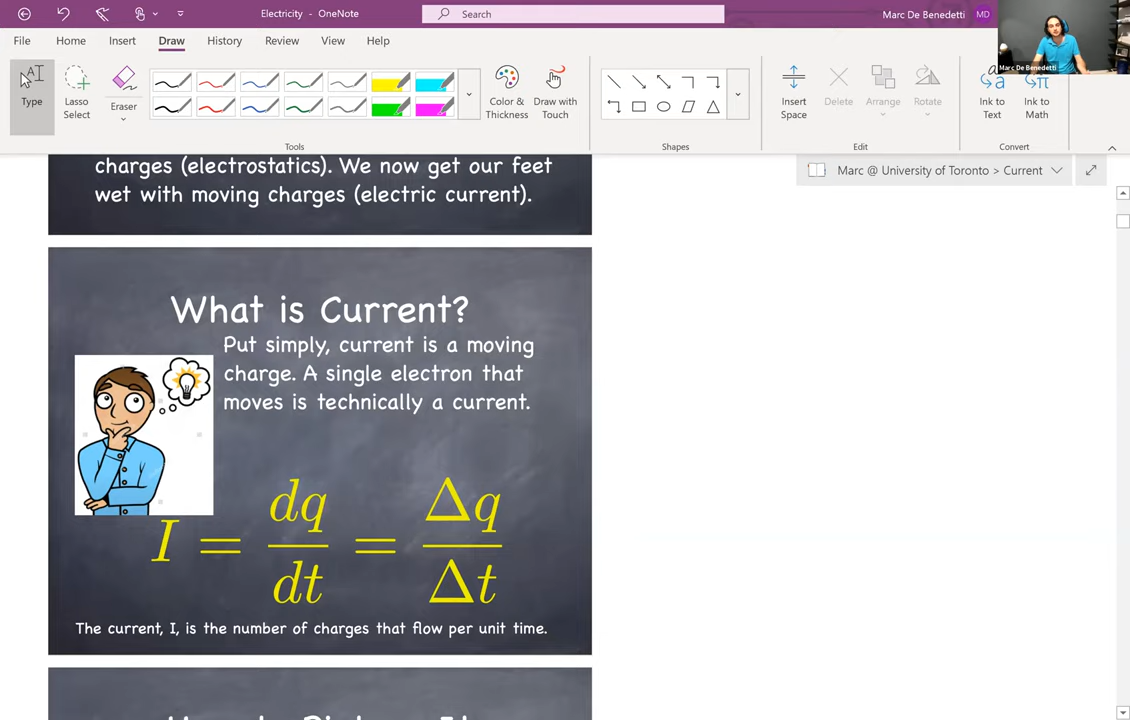 Electricity - OneNote
Search
Marc De Benedetti
MD
Marc De Benedetti
File
Home
Insert
Draw
History
Review
View
Help
Type
Lasso Select
Eraser
Color & Thickness
Draw with Touch
Insert Space
Delete
Arrange
Rotate
Ink to Text
Ink to Math
Tools
Shapes
Edit
Convert
Marc @ University of Toronto > Current
charges (electrostatics). We now get our feet
wet with moving charges (electric current).
What is Current?
Put simply, current is a moving
charge. A single electron that
moves is technically a current.
I = dq/dt = Δq/Δt
The current, I, is the number of charges that flow per unit time.